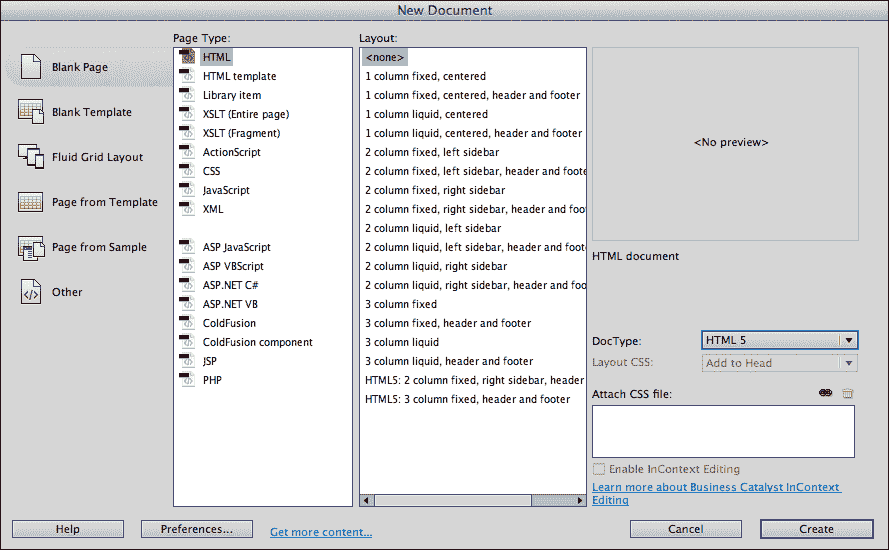 New Document
Blank Page
Blank Template
Fluid Grid Layout
Page from Template
Page from Sample
Other
Page Type:
HTML
HTML template
Library item
XSLT (Entire page)
XSLT (Fragment)
ActionScript
CSS
JavaScript
XML
ASP JavaScript
ASP VBScript
ASP.NET C#
ASP.NET VB
ColdFusion
ColdFusion component
JSP
PHP
Layout:
<none>
1 column fixed, centered
1 column fixed, centered, header and footer
1 column liquid, centered
1 column liquid, centered, header and footer
2 column fixed, left sidebar
2 column fixed, left sidebar, header and foote
2 column fixed, right sidebar
2 column fixed, right sidebar, header and foo
2 column liquid, left sidebar
2 column liquid, left sidebar, header and foot
2 column liquid, right sidebar
2 column liquid, right sidebar, header and foo
3 column fixed
3 column fixed, header and footer
3 column liquid
3 column liquid, header and footer
HTML5: 2 column fixed, right sidebar, header
HTML5: 3 column fixed, header and footer
<No preview>
HTML document
DocType:
HTML 5
Layout CSS:
Add to Head
Attach CSS file:
Enable InContext Editing
Learn more about Business Catalyst InContext
Editing
Help
Preferences...
Get more content...
Cancel
Create